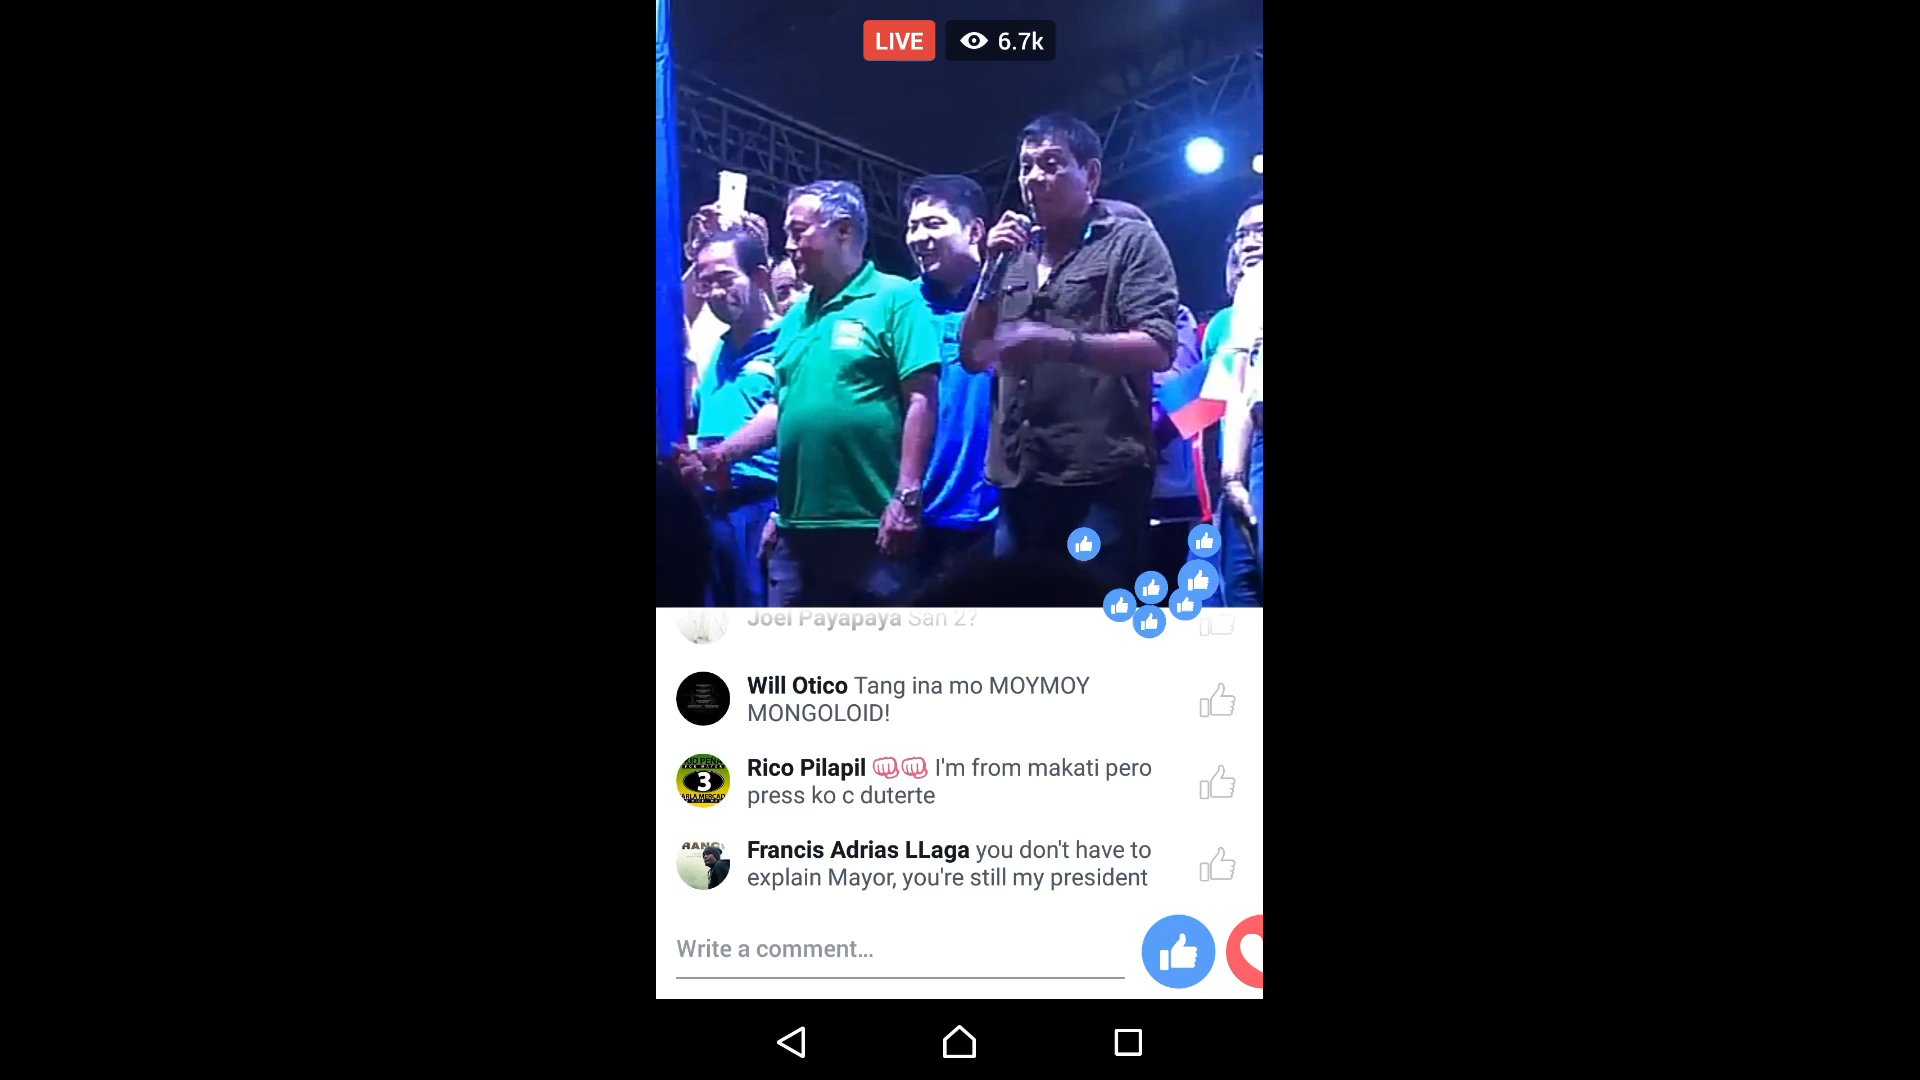 LIVE 6.7k
Joel Payapaya San 2?
Will Otico Tang ina mo MOYMOY
MONGOLOID!
3
Rico Pilapil 👊👊 I'm from makati pero
press ko c duterte
Francis Adrias LLaga you don't have to
explain Mayor, you're still my president
Write a comment...